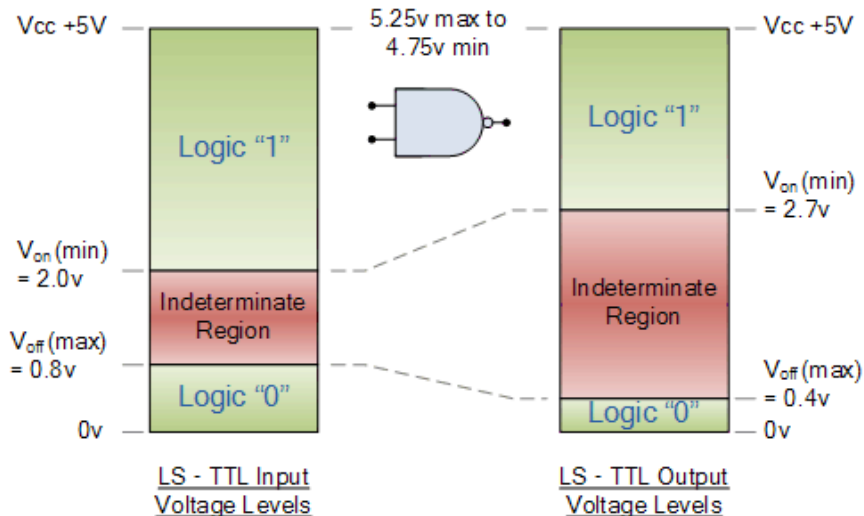 Vcc +5V
5.25v max to
4.75v min
Vcc +5V
Logic “1”
Logic “1”
Von (min)
= 2.7v
Von (min)
= 2.0v
Indeterminate
Region
Indeterminate
Region
Voff (max)
= 0.8v
Voff (max)
= 0.4v
Logic “0”
Logic “0”
0v
0v
LS - TTL Input
Voltage Levels
LS - TTL Output
Voltage Levels